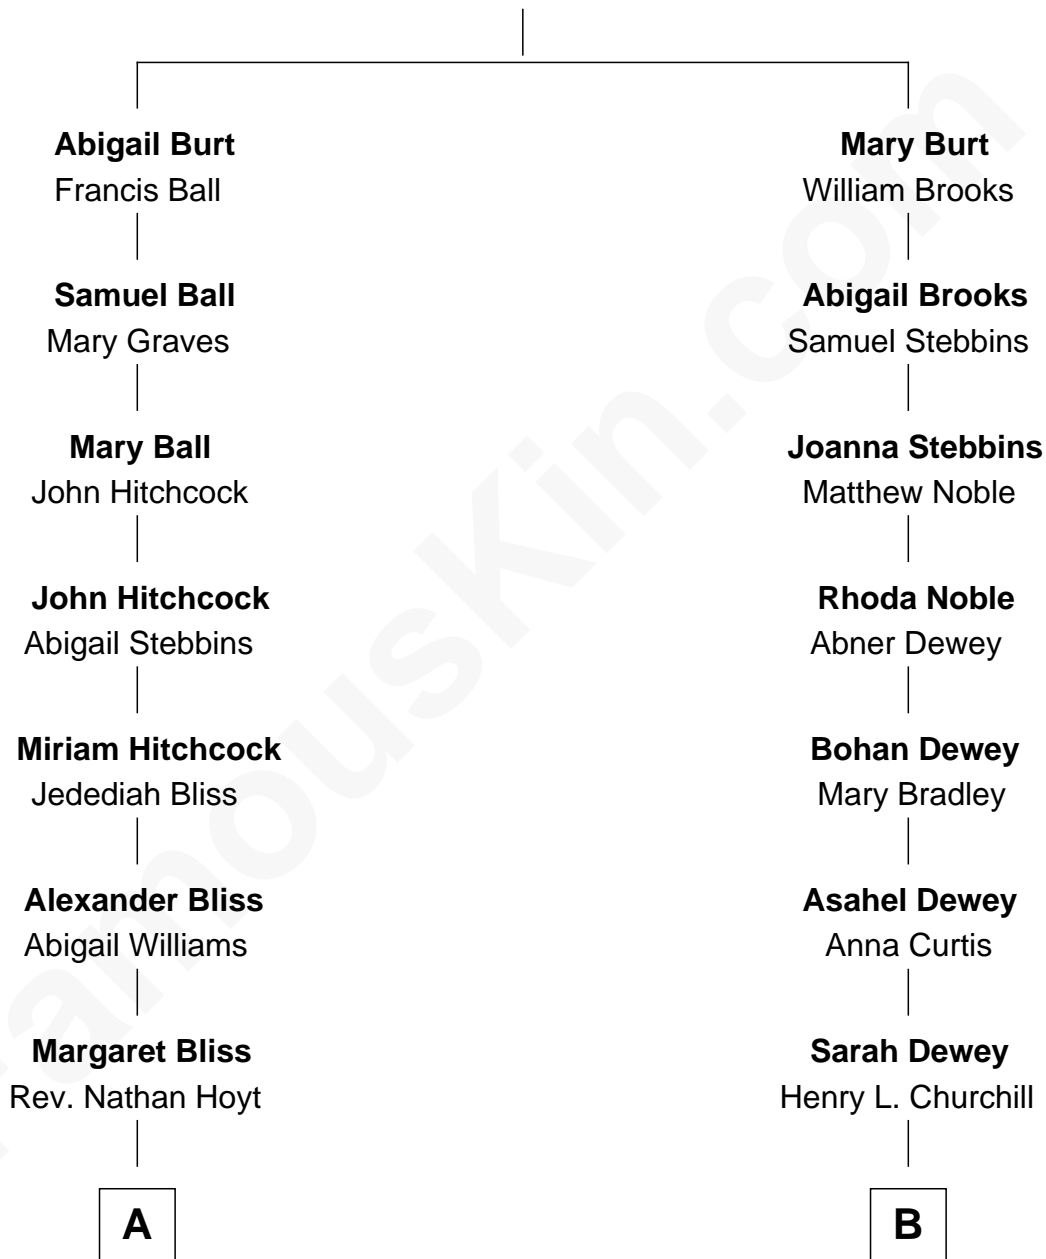 Abigail Burt
Francis Ball
Mary Burt
William Brooks
Samuel Ball
Mary Graves
Abigail Brooks
Samuel Stebbins
Mary Ball
John Hitchcock
Joanna Stebbins
Matthew Noble
John Hitchcock
Abigail Stebbins
Rhoda Noble
Abner Dewey
Miriam Hitchcock
Jedediah Bliss
Bohan Dewey
Mary Bradley
Alexander Bliss
Abigail Williams
Asahel Dewey
Anna Curtis
Margaret Bliss
Rev. Nathan Hoyt
Sarah Dewey
Henry L. Churchill
A
B
FamousKin.com